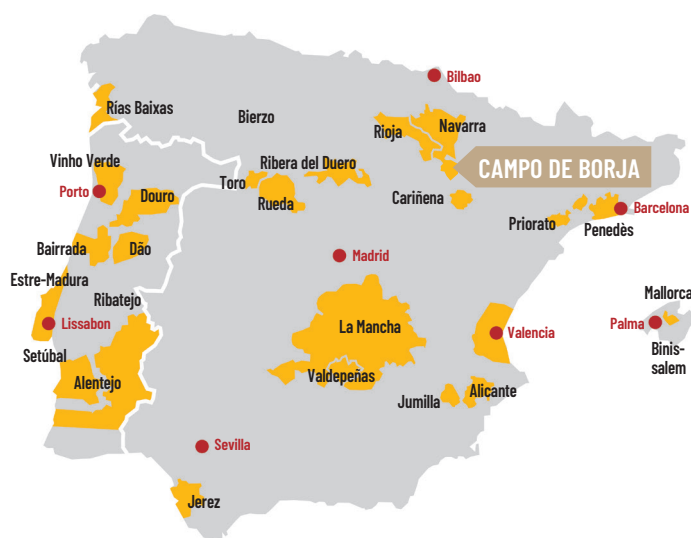 Bilbao
Rías Baixas
Bierzo
Rioja
Navarra
Vinho Verde
Ribera del Duero
CAMPO DE BORJA
Toro
Porto
Douro
Rueda
Cariñena
Barcelona
Priorato
Penedès
Bairrada
Dão
Madrid
Estre-Madura
Ribatejo
Mallorca
Lissabon
La Mancha
Valencia
Palma
Binis-
salem
Setúbal
Alentejo
Valdepeñas
Jumilla
Alicante
Sevilla
Jerez